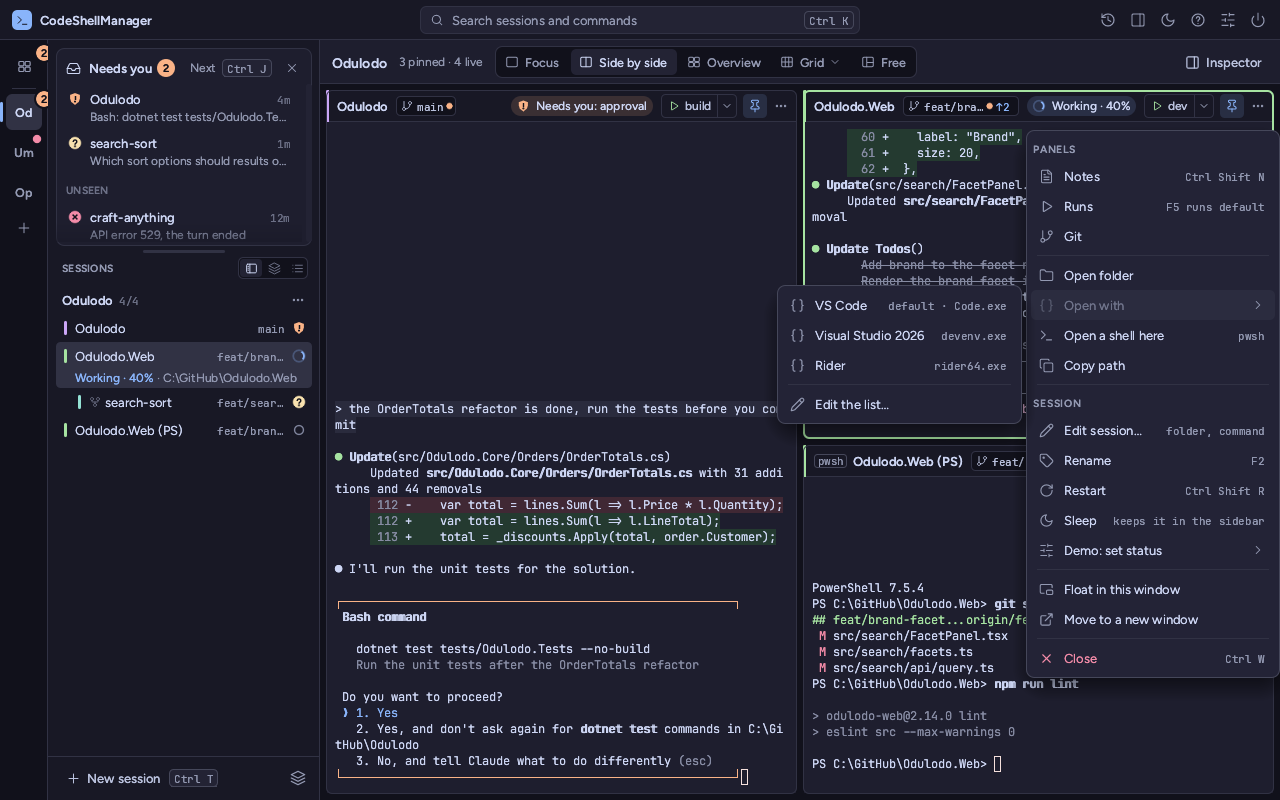 CodeShellManager
Search sessions and commands
Ctrl K
2
2
Od
Um
Op
Needs you 2 Next Ctrl J
Odulodo 4m
Bash: dotnet test tests/Odulodo.Te…
search-sort 1m
Which sort options should results o…
UNSEEN
craft-anything 12m
API error 529, the turn ended
SESSIONS
Odulodo 4/4
Odulodo main
Odulodo.Web feat/bran…
Working · 40% · C:\GitHub\Odulodo.Web
search-sort feat/sear…
Odulodo.Web (PS) feat/bran…
New session Ctrl T
Odulodo 3 pinned · 4 live
Focus Side by side Overview Grid Free
Inspector
Odulodo main Needs you: approval build
> the OrderTotals refactor is done, run the tests before you com
mit
Update(src/Odulodo.Core/Orders/OrderTotals.cs)
Updated src/Odulodo.Core/Orders/OrderTotals.cs with 31 addi
tions and 44 removals
112 - var total = lines.Sum(l => l.Price * l.Quantity);
112 + var total = lines.Sum(l => l.LineTotal);
113 + total = _discounts.Apply(total, order.Customer);
I'll run the unit tests for the solution.
Bash command
dotnet test tests/Odulodo.Tests --no-build
Run the unit tests after the OrderTotals refactor
Do you want to proceed?
❯ 1. Yes
2. Yes, and don't ask again for dotnet test commands in C:\Gi
tHub\Odulodo
3. No, and tell Claude what to do differently (esc)
Odulodo.Web feat/bra… ↑2 Working · 40% dev
60 + label: "Brand",
61 + size: 20,
62 + },
Update(src/search/FacetPanel.
Updated src/search/FacetPa
moval
Update Todos()
Add brand to the facet
Render the brand facet
VS Code default · Code.exe
Visual Studio 2026 devenv.exe
Rider rider64.exe
Edit the list…
PANELS
Notes Ctrl Shift N
Runs F5 runs default
Git
Open folder
Open with
Open a shell here pwsh
Copy path
SESSION
Edit session… folder, command
Rename F2
Restart Ctrl Shift R
Sleep keeps it in the sidebar
Demo: set status
Float in this window
Move to a new window
Close Ctrl W
pwsh Odulodo.Web (PS) feat/
PowerShell 7.5.4
PS C:\GitHub\Odulodo.Web> git s
## feat/brand-facet...origin/fe
M src/search/FacetPanel.tsx
M src/search/facets.ts
M src/search/api/query.ts
PS C:\GitHub\Odulodo.Web> npm run lint
> odulodo-web@2.14.0 lint
> eslint src --max-warnings 0
PS C:\GitHub\Odulodo.Web>